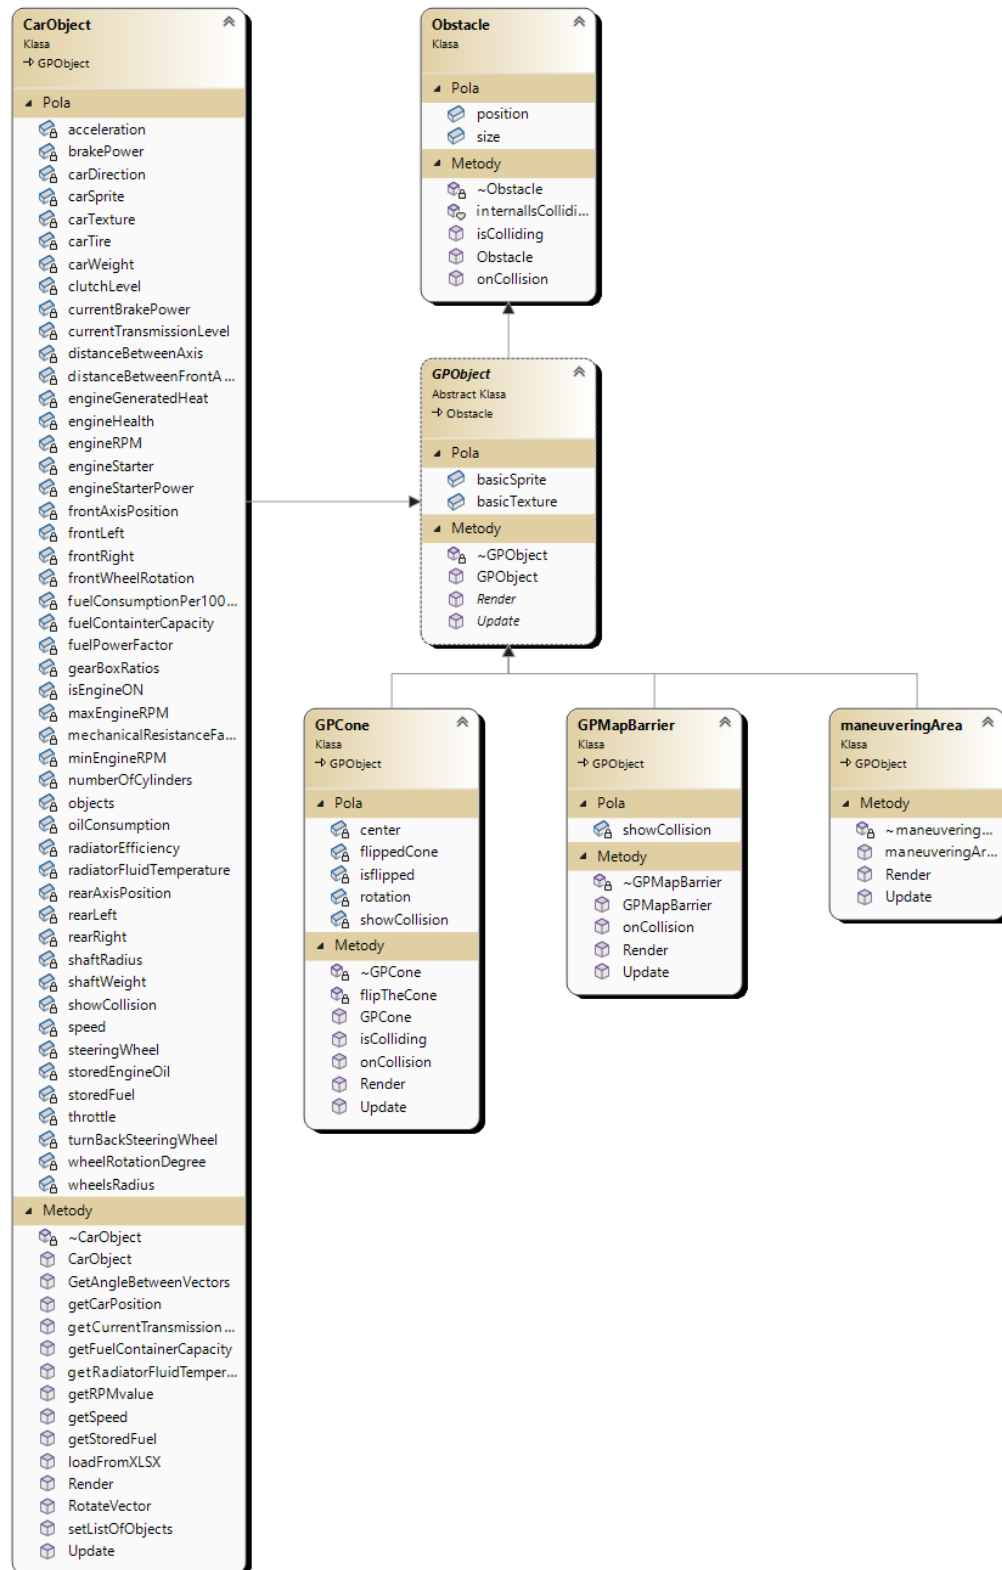 CarObject
Klasa
→ GPObject
Pola
acceleration
brakePower
carDirection
carSprite
carTexture
carTire
carWeight
clutchLevel
currentBrakePower
currentTransmissionLevel
distanceBetweenAxis
distanceBetweenFrontA...
engineGeneratedHeat
engineHealth
engineRPM
engineStarter
engineStarterPower
frontAxisPosition
frontLeft
frontRight
frontWheelRotation
fuelConsumptionPer100...
fuelContainterCapacity
fuelPowerFactor
gearBoxRatios
isEngineON
maxEngineRPM
mechanicalResistanceFa...
minEngineRPM
numberOfCylinders
objects
oilConsumption
radiatorEfficiency
radiatorFluidTemperature
rearAxisPosition
rearLeft
rearRight
shaftRadius
shaftWeight
showCollision
speed
steeringWheel
storedEngineOil
storedFuel
throttle
turnBackSteeringWheel
wheelRotationDegree
wheelsRadius
Metody
~CarObject
CarObject
GetAngleBetweenVectors
getCarPosition
getCurrentTransmission...
getFuelContainerCapacity
getRadiatorFluidTemper...
getRPMvalue
getSpeed
getStoredFuel
loadFromXLSX
Render
RotateVector
setListOfObjects
Update
Obstacle
Klasa
Pola
position
size
Metody
~Obstacle
internalIsCollidi...
isColliding
Obstacle
onCollision
GPObject
Abstract Klasa
→ Obstacle
Pola
basicSprite
basicTexture
Metody
~GPObject
GPObject
Render
Update
GPCone
Klasa
→ GPObject
Pola
center
flippedCone
isflipped
rotation
showCollision
Metody
~GPCone
flipTheCone
GPCone
isColliding
onCollision
Render
Update
GPMapBarrier
Klasa
→ GPObject
Pola
showCollision
Metody
~GPMapBarrier
GPMapBarrier
onCollision
Render
Update
maneuveringArea
Klasa
→ GPObject
Metody
~maneuvering...
maneuveringAr...
Render
Update